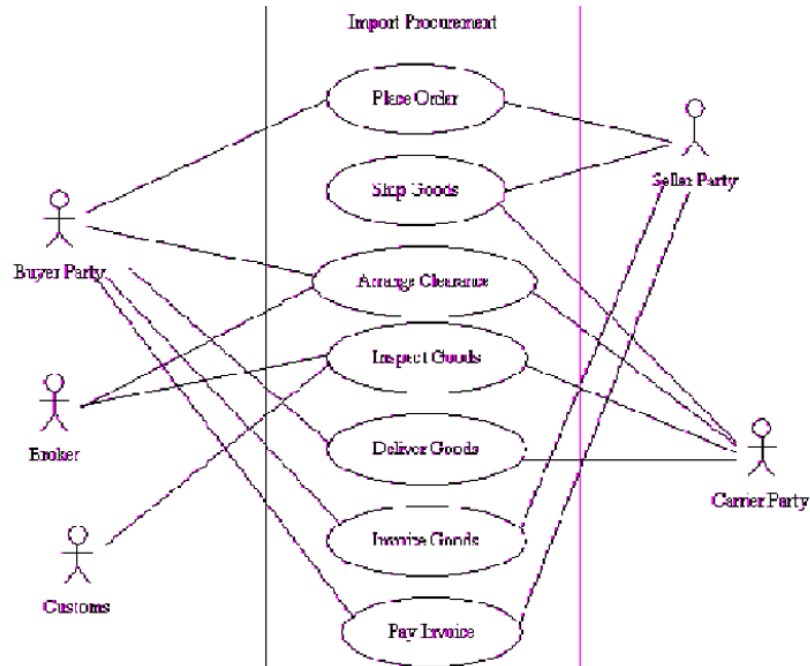 Import Procurement
Place Order
Ship Goods
Seller Party
Buyer Party
Arrange Clearance
Inspect Goods
Broker
Deliver Goods
Carrier Party
Invoice Goods
Customs
Pay Invoice